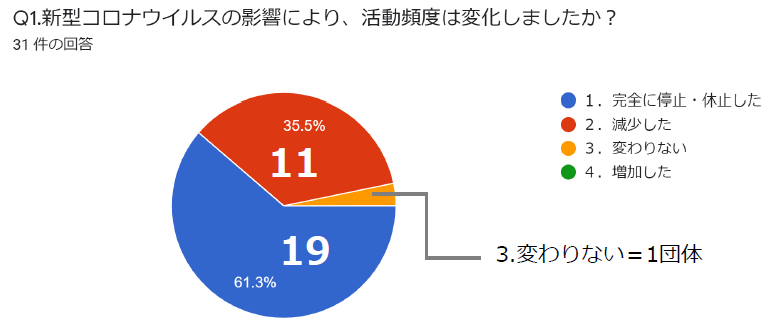 Q1.新型コロナウイルスの影響により、活動頻度は変化しましたか？
31 件の回答
35.5%
11
19
61.3%
1．完全に停止・休止した
2．減少した
3．変わりない
4．増加した
3.変わりない＝1団体